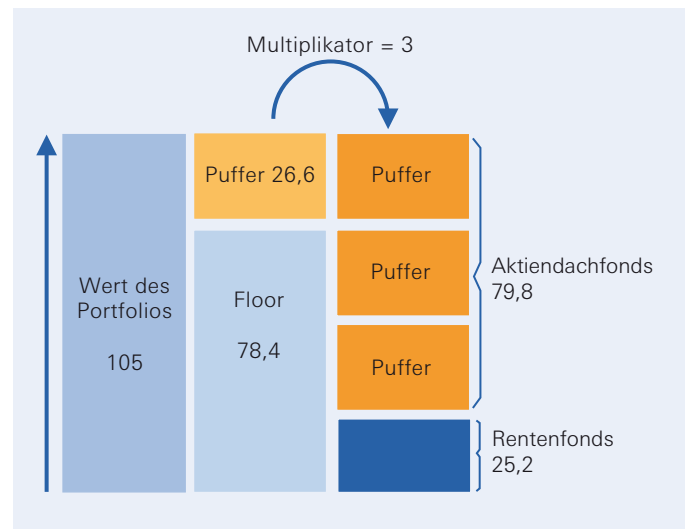 Multiplikator = 3
Puffer 26,6
Puffer
Wert des
Portfolios
105
Floor
78,4
Puffer
Puffer
Aktiendachfonds
79,8
Rentenfonds
25,2